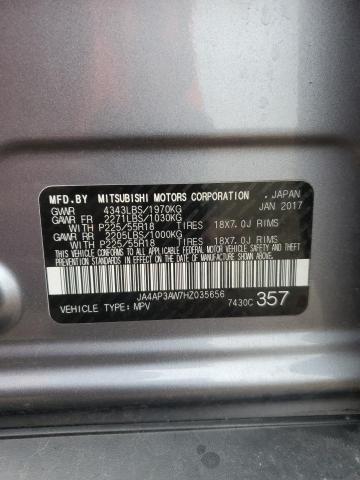 MFD. BY MITSUBISHI MOTORS CORPORATION , JAPAN
GVWR 4343LBS/1970KG JAN 2017
GAWR FR 2271LBS/1030KG
WITH P225/55R18 TIRES 18X7.0J RIMS
GAWR RR 2205LBS/1000KG
WITH P225/55R18 TIRES 18X7.0J RIMS
THIS VEHICLE CONFORMS TO ALL APPLICABLE FEDERAL MOTOR VEHICLE SAFETY AND THEFT
PREVENTION STANDARDS IN EFFECT ON THE DATE OF MANUFACTURE SHOWN ABOVE.
JA4AP3AW7HZ035656
VEHICLE TYPE: MPV 7430C 357